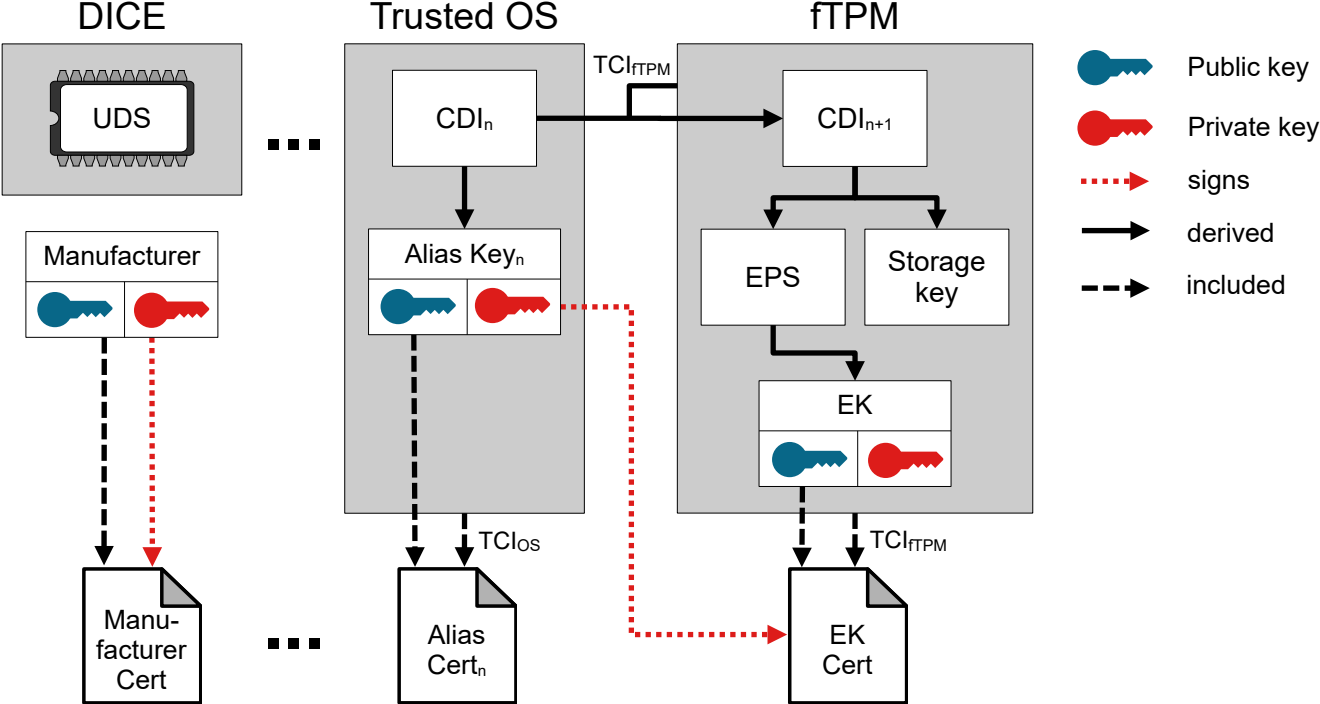 DICE
Trusted OS
fTPM
UDS
CDIn
TCIfTPM
CDIn+1
Public key
Private key
signs
derived
included
Manufacturer
Alias Keyn
EPS
Storage
key
EK
TCIOS
TCIfTPM
Manu-
facturer
Cert
Alias
Certn
EK
Cert